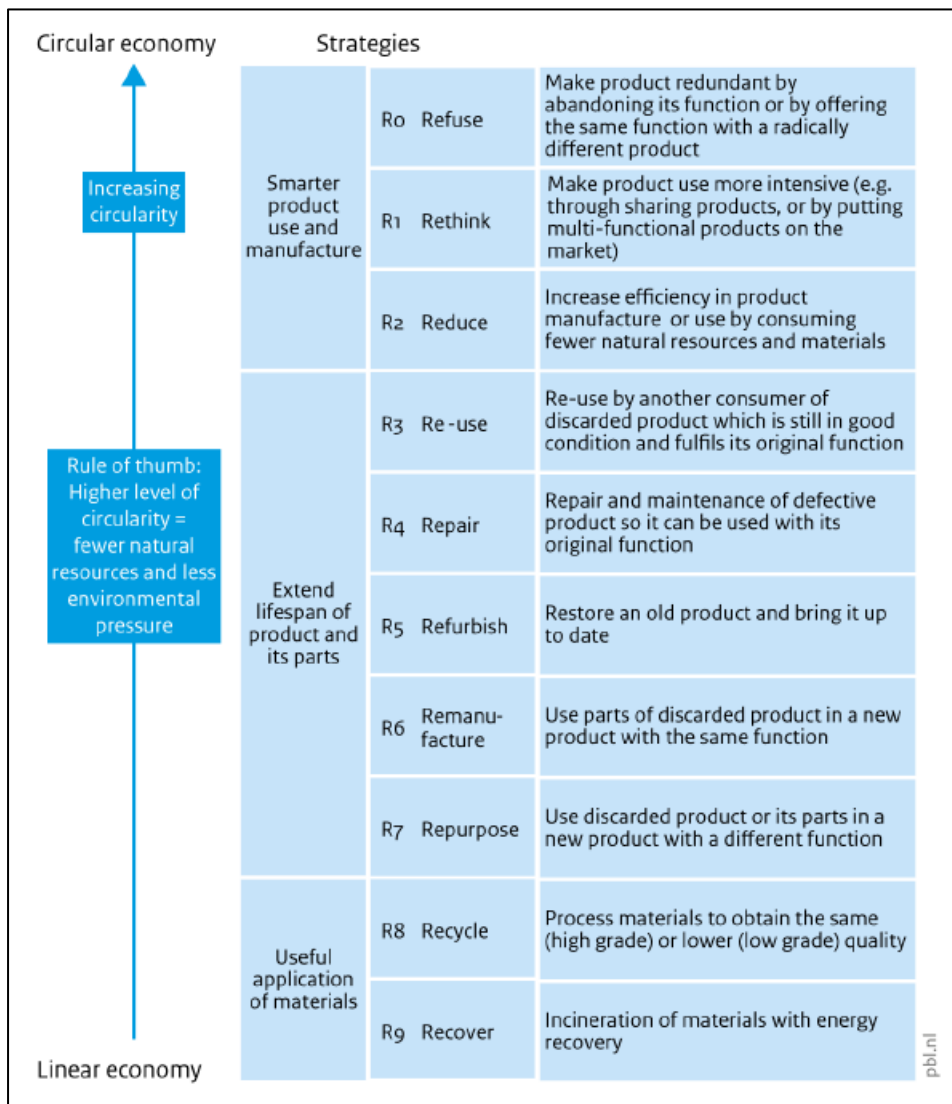 Circular economy
Strategies
Increasing
circularity
Rule of thumb:
Higher level of
circularity =
fewer natural
resources and less
environmental
pressure
Linear economy
Smarter
product
use and
manufacture
Ro Refuse
Make product redundant by
abandoning its function or by offering
the same function with a radically
different product
R1 Rethink
Make product use more intensive (e.g.
through sharing products, or by putting
multi-functional products on the
market)
R2 Reduce
Increase efficiency in product
manufacture or use by consuming
fewer natural resources and materials
Extend
lifespan of
product and
its parts
R3 Re-use
Re-use by another consumer of
discarded product which is still in good
condition and fulfils its original function
R4 Repair
Repair and maintenance of defective
product so it can be used with its
original function
R5 Refurbish
Restore an old product and bring it up
to date
R6 Remanu-
facture
Use parts of discarded product in a new
product with the same function
R7 Repurpose
Use discarded product or its parts in a
new product with a different function
Useful
application
of materials
R8 Recycle
Process materials to obtain the same
(high grade) or lower (low grade) quality
R9 Recover
Incineration of materials with energy
recovery
pbl.nl